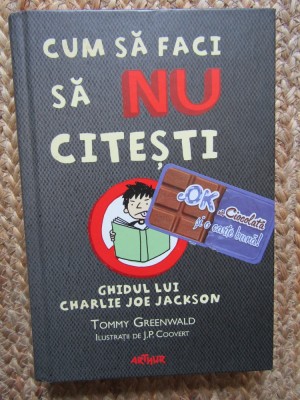 CUM SĂ FACI
SĂ NU
CITEȘTI
e OK
cu Ciocolată
și o carte bună!
GHIDUL LUI
CHARLIE JOE JACKSON
TOMMY GREENWALD
ILUSTRAȚII DE J.P. COOVERT
ARTHUR